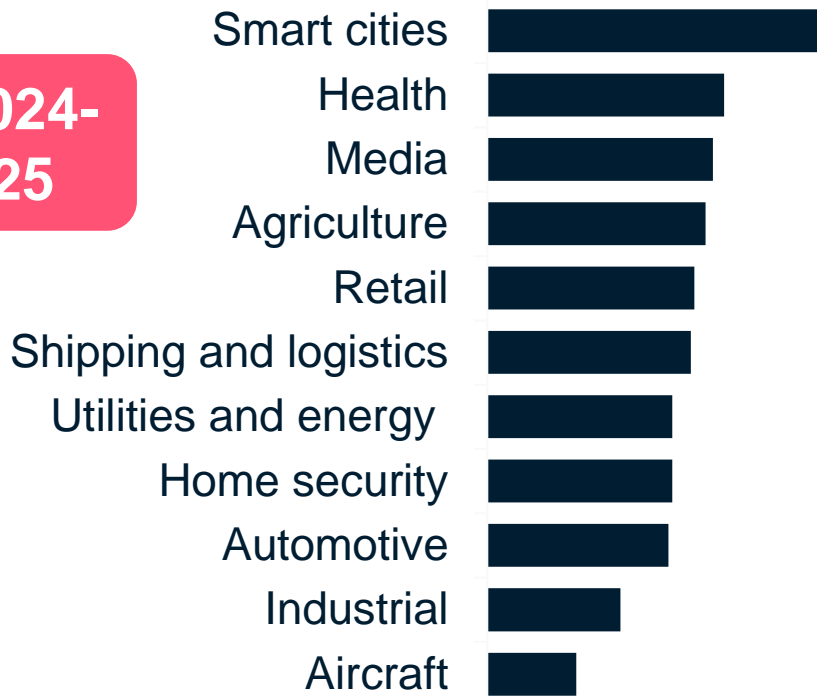 Smart cities
Health
024-
25
Media
Agriculture
Retail
Shipping and logistics
Utilities and energy
Home security
Automotive
Industrial
Aircraft